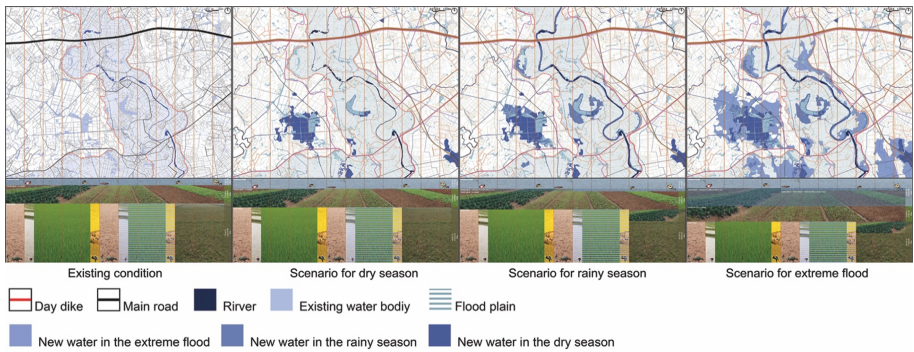 Existing condition
Scenario for dry season
Scenario for rainy season
Scenario for extreme flood
Day dike
Main road
Rirver
Existing water bodiy
Flood plain
New water in the extreme flood
New water in the rainy season
New water in the dry season